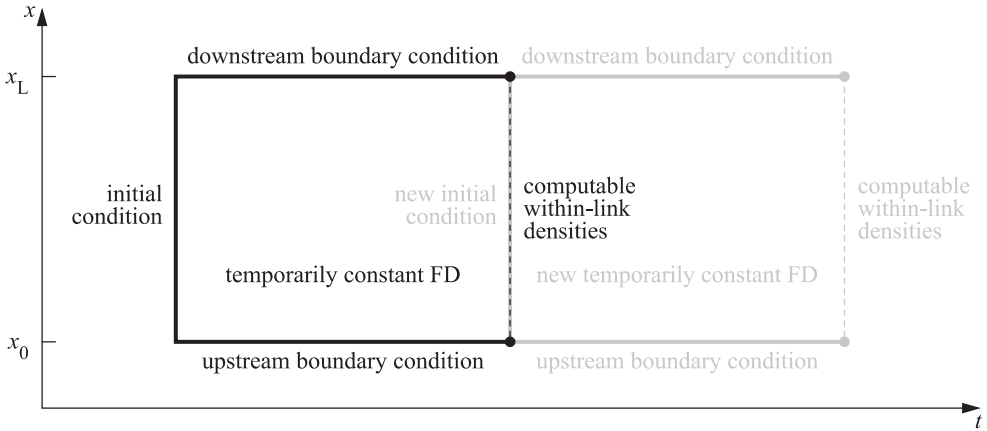 x
downstream boundary condition downstream boundary condition
x_L
initial
condition
new initial
condition
computable
within-link
densities
computable
within-link
densities
temporarily constant FD new temporarily constant FD
x_0
upstream boundary condition upstream boundary condition
t